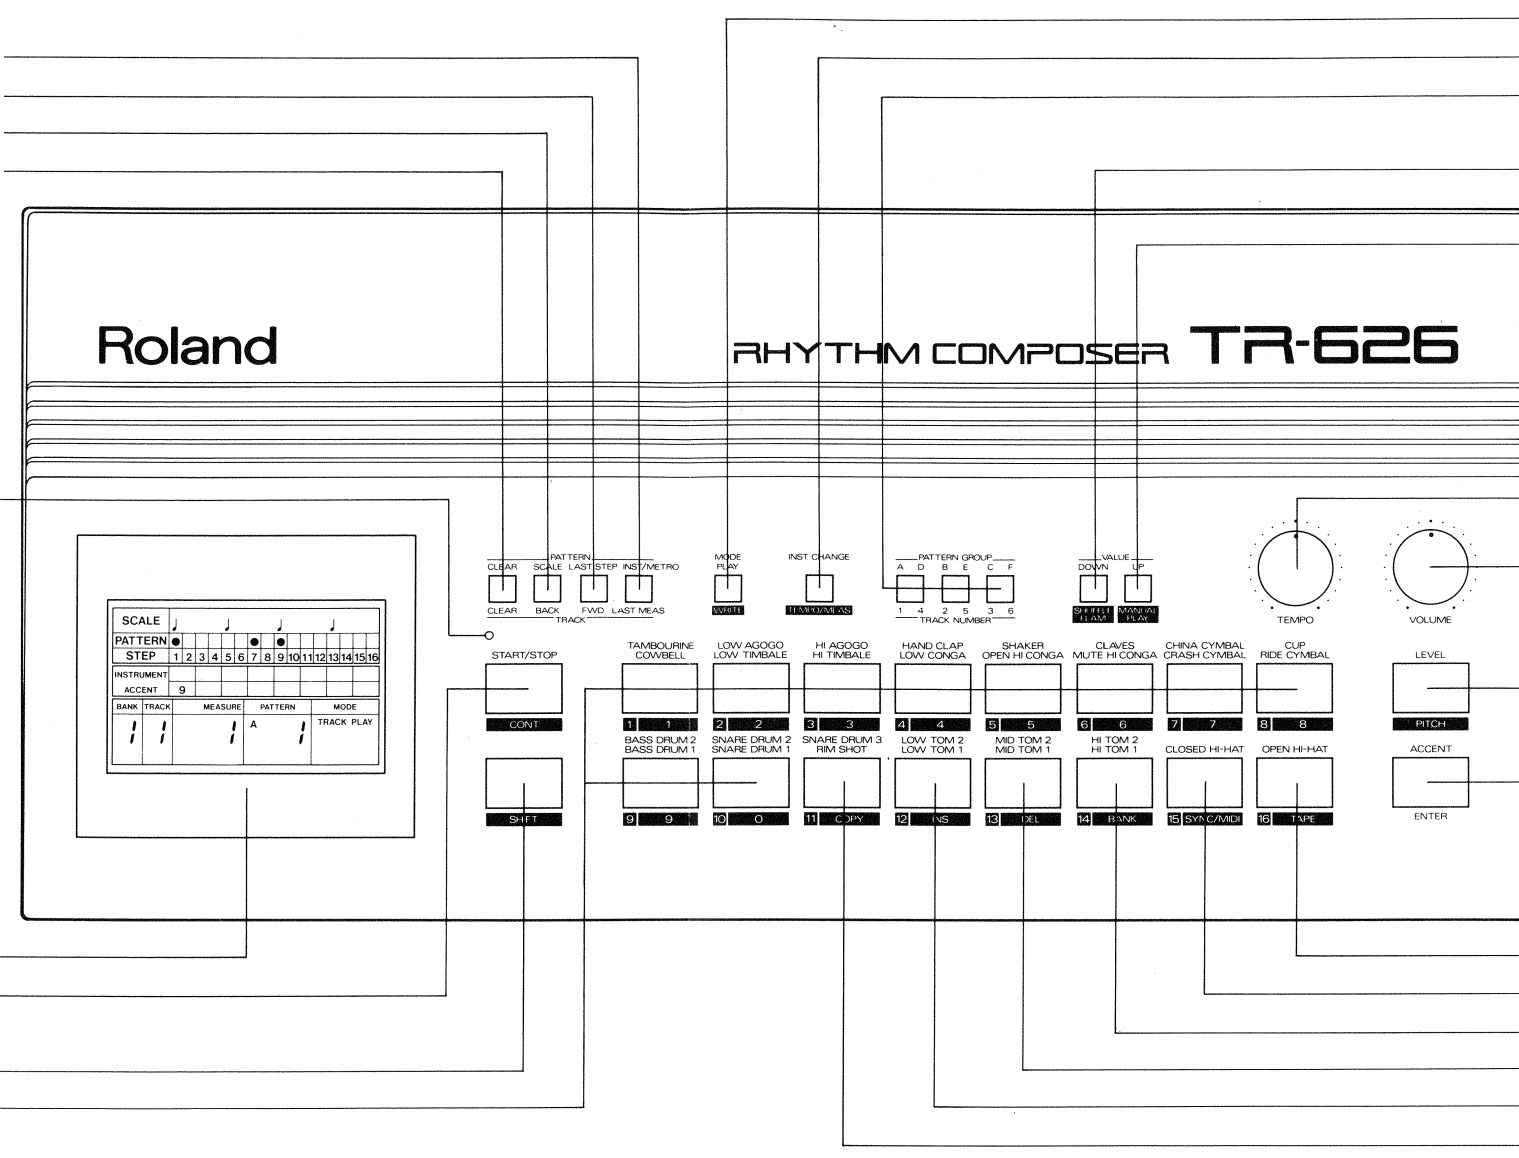 Roland
RHYTHM COMPOSER TR-626
PATTERN
CLEAR SCALE LAST STEP INST/METRO
CLEAR BACK FWD LAST MEAS
TRACK
MODE
PLAY
WRITE
INST CHANGE
TEMPO/MEAS
PATTERN GROUP
A D B E C F
1 4 2 5 3 6
TRACK NUMBER
VALUE
DOWN UP
SHUFFLE MANUAL
FLAM PLAY
TEMPO
VOLUME
SCALE
PATTERN
STEP 1 2 3 4 5 6 7 8 9 10 11 12 13 14 15 16
INSTRUMENT
ACCENT 9
BANK TRACK MEASURE PATTERN MODE
1 1 1 A 1 TRACK PLAY
START/STOP
CONT
TAMBOURINE LOW AGOGO HI AGOGO HAND CLAP SHAKER CLAVES CHINA CYMBAL CUP
COWBELL LOW TIMBALE HI TIMBALE LOW CONGA OPEN HI CONGA MUTE HI CONGA CRASH CYMBAL RIDE CYMBAL
1 1 2 2 3 3 4 4 5 5 6 6 7 7 8 8
LEVEL
PITCH
BASS DRUM 2 SNARE DRUM 2 SNARE DRUM 3 LOW TOM 2 MID TOM 2 HI TOM 2
BASS DRUM 1 SNARE DRUM 1 RIM SHOT LOW TOM 1 MID TOM 1 HI TOM 1 CLOSED HI-HAT OPEN HI-HAT
ACCENT
SHIFT
9 9 10 0 11 COPY 12 INS 13 DEL 14 BANK 15 SYNC/MIDI 16 TAPE
ENTER